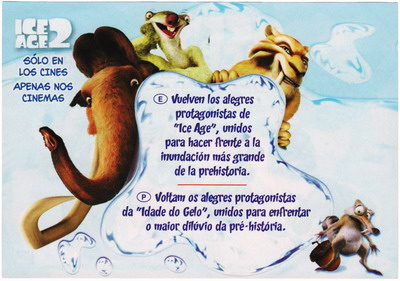 ICE
AGE 2
SÓLO EN
LOS CINES
APENAS NOS
CINEMAS
E Vuelven los alegres
protagonistas de
"Ice Age", unidos
para hacer frente a la
inundación más grande
de la prehistoria.
P Voltam os alegres protagonistas
da "Idade do Gelo", unidos para enfrentar
o maior dilúvio da pré-história.